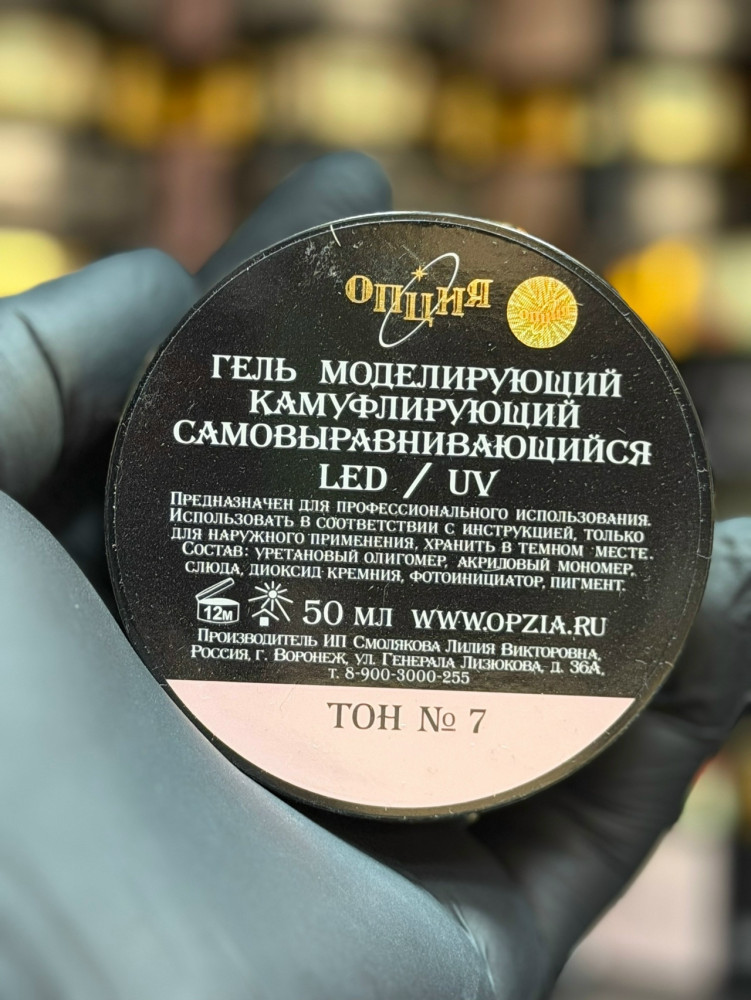 ОПЦИЯ
ОПЦИЯ
ГЕЛЬ МОДЕЛИРУЮЩИЙ
КАМУФЛИРУЮЩИЙ
САМОВЫРАВНИВАЮЩИЙСЯ
LED / UV
ПРЕДНАЗНАЧЕН ДЛЯ ПРОФЕССИОНАЛЬНОГО ИСПОЛЬЗОВАНИЯ.
ИСПОЛЬЗОВАТЬ В СООТВЕТСТВИИ С ИНСТРУКЦИЕЙ, ТОЛЬКО
ДЛЯ НАРУЖНОГО ПРИМЕНЕНИЯ, ХРАНИТЬ В ТЕМНОМ МЕСТЕ.
СОСТАВ: УРЕТАНОВЫЙ ОЛИГОМЕР, АКРИЛОВЫЙ МОНОМЕР,
СЛЮДА, ДИОКСИД КРЕМНИЯ, ФОТОИНИЦИАТОР, ПИГМЕНТ.
12М 50 МЛ WWW.OPZIA.RU
ПРОИЗВОДИТЕЛЬ ИП СМОЛЯКОВА ЛИЛИЯ ВИКТОРОВНА,
РОССИЯ, Г. ВОРОНЕЖ, УЛ. ГЕНЕРАЛА ЛИЗЮКОВА, Д. 36А,
Т. 8-900-3000-255
ТОН № 7